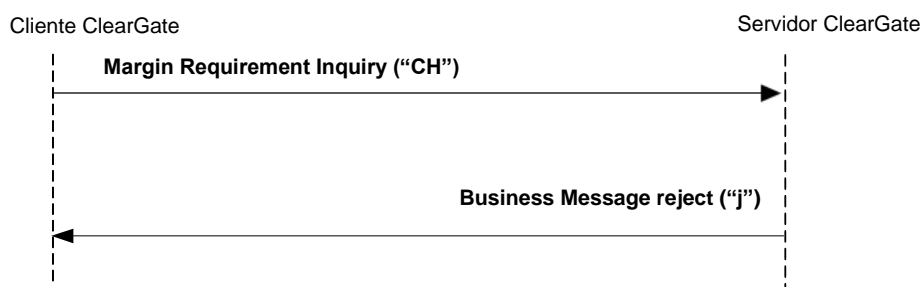 Cliente ClearGate
Servidor ClearGate
Margin Requirement Inquiry (“CH”)
Business Message reject (“j”)